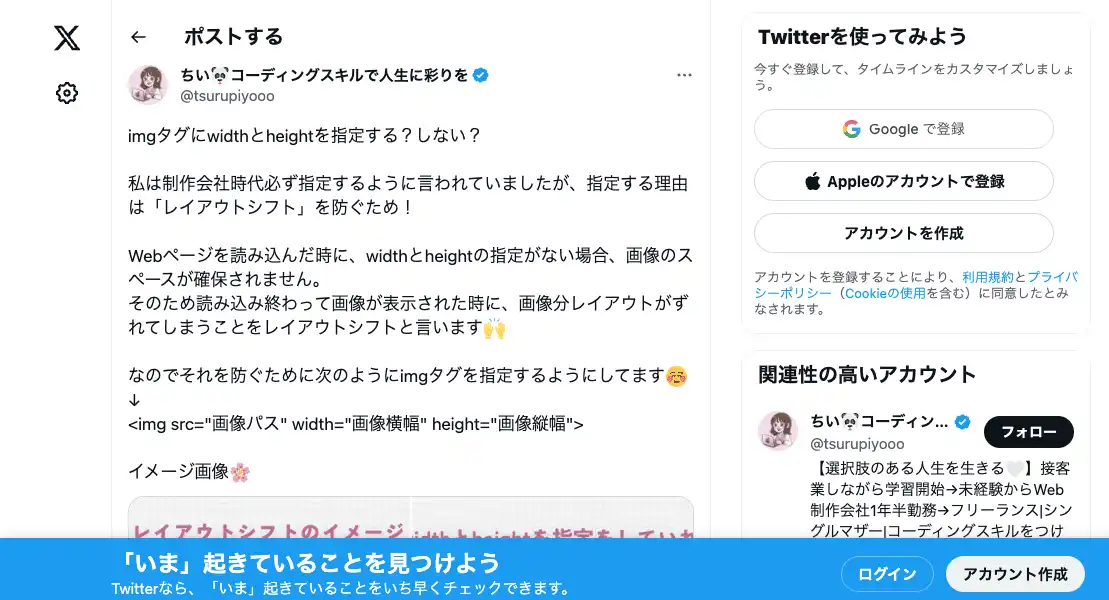 ポストする
ちい🐼コーディングスキルで人生に彩りを
@tsurupiyooo
imgタグにwidthとheightを指定する？しない？
私は制作会社時代必ず指定するように言われていましたが、指定する理由
は「レイアウトシフト」を防ぐため！
Webページを読み込んだ時に、widthとheightの指定がない場合、画像のス
ペースが確保されません。
そのため読み込み終わって画像が表示された時に、画像分レイアウトがず
れてしまうことをレイアウトシフトと言います🙌
なのでそれを防ぐために次のようにimgタグを指定するようにしてます☺️
↓
<img src="画像パス" width="画像横幅" height="画像縦幅">
イメージ画像🌸
レイアウトシフトのイメージ
idthとheightを指定をしていれ
Twitterを使ってみよう
今すぐ登録して、タイムラインをカスタマイズしましょ
う。
Google で登録
Appleのアカウントで登録
アカウントを作成
アカウントを登録することにより、利用規約とプライバ
シーポリシー（Cookieの使用を含む）に同意したとみ
なされます。
関連性の高いアカウント
ちい🐼コーディン...
@tsurupiyooo
フォロー
【選択肢のある人生を生きる🤍】接客
業しながら学習開始→未経験からWeb
制作会社1年半勤務→フリーランス|シン
グルマザー|コーディングスキルをつけ
「いま」起きていることを見つけよう
Twitterなら、「いま」起きていることをいち早くチェックできます。
ログイン
アカウント作成